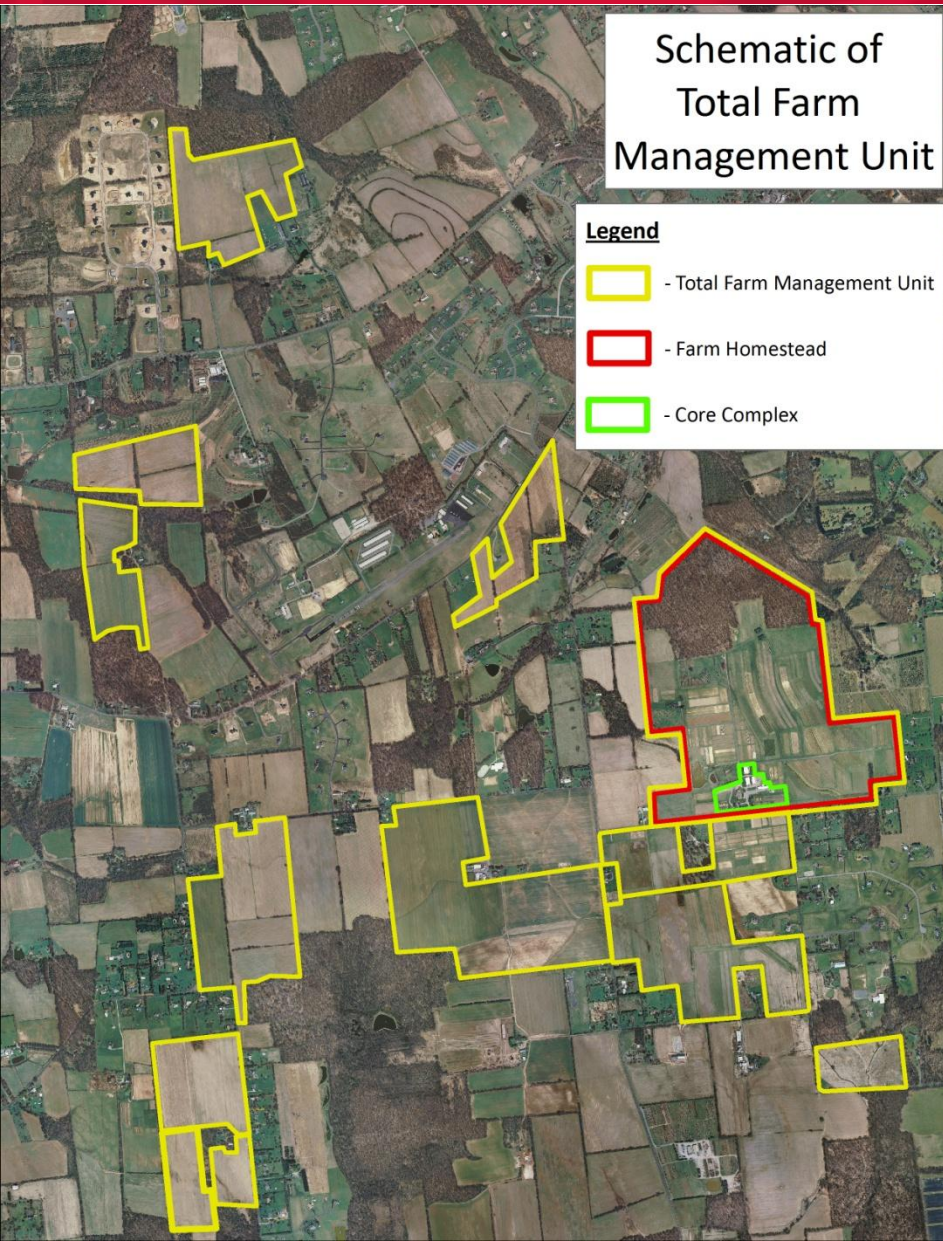 Schematic of
Total Farm
Management Unit
Legend
- Total Farm Management Unit
- Farm Homestead
- Core Complex